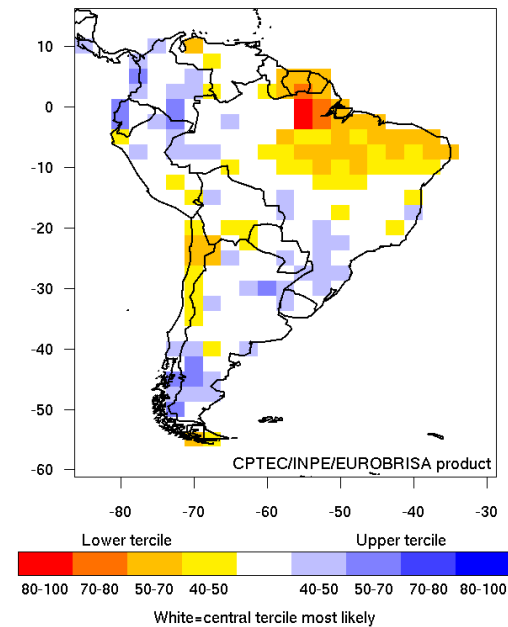 10
0
-10
-20
-30
-40
-50
-60
CPTEC/INPE/EUROBRISA product
-80 -70 -60 -50 -40 -30
Lower tercile Upper tercile
80-100 70-80 50-70 40-50 40-50 50-70 70-80 80-100
White=central tercile most likely